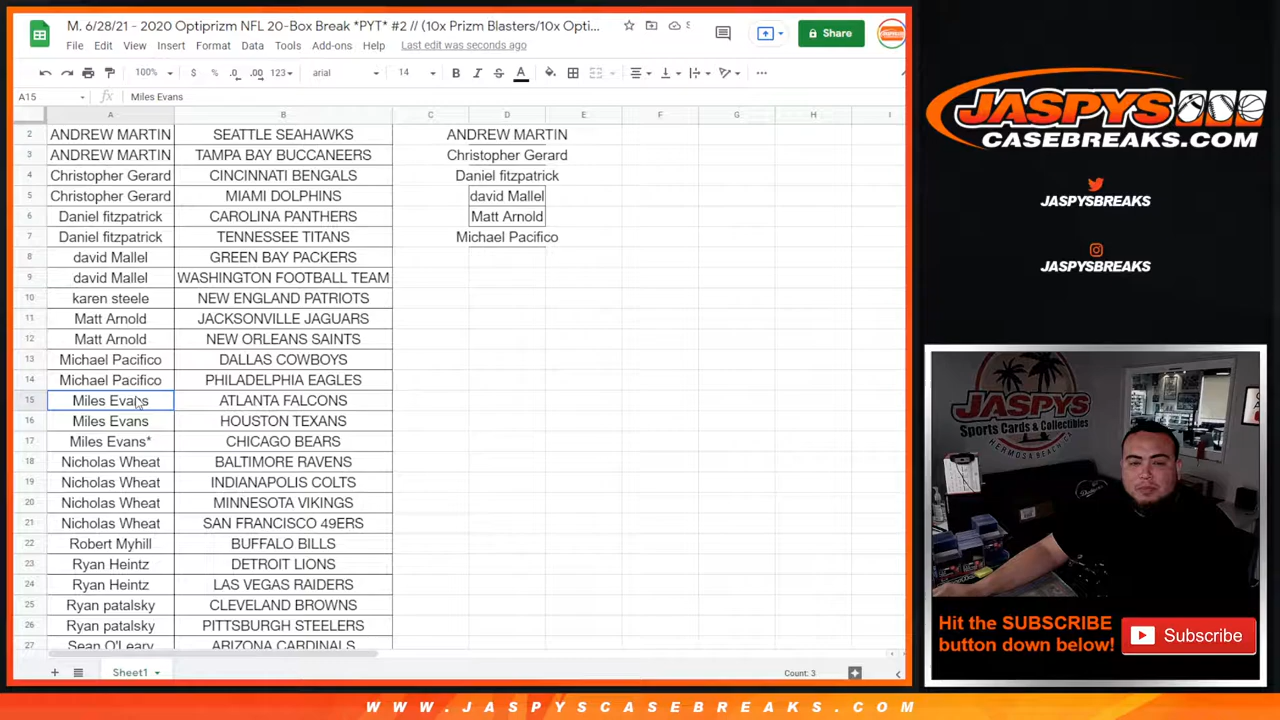 M. 6/28/21 - 2020 Optiprizm NFL 20-Box Break *PYT* #2 // (10x Prizm Blasters/10x Opti...
File Edit View Insert Format Data Tools Add-ons Help Last edit was seconds ago
Share
100% $ % .0 .00 123 arial 14 B I S A
A15 fx Miles Evans
A B C D E F G H I
2 ANDREW MARTIN SEATTLE SEAHAWKS ANDREW MARTIN
3 ANDREW MARTIN TAMPA BAY BUCCANEERS Christopher Gerard
4 Christopher Gerard CINCINNATI BENGALS Daniel fitzpatrick
5 Christopher Gerard MIAMI DOLPHINS david Mallel
6 Daniel fitzpatrick CAROLINA PANTHERS Matt Arnold
7 Daniel fitzpatrick TENNESSEE TITANS Michael Pacifico
8 david Mallel GREEN BAY PACKERS
9 david Mallel WASHINGTON FOOTBALL TEAM
10 karen steele NEW ENGLAND PATRIOTS
11 Matt Arnold JACKSONVILLE JAGUARS
12 Matt Arnold NEW ORLEANS SAINTS
13 Michael Pacifico DALLAS COWBOYS
14 Michael Pacifico PHILADELPHIA EAGLES
15 Miles Evans ATLANTA FALCONS
16 Miles Evans HOUSTON TEXANS
17 Miles Evans* CHICAGO BEARS
18 Nicholas Wheat BALTIMORE RAVENS
19 Nicholas Wheat INDIANAPOLIS COLTS
20 Nicholas Wheat MINNESOTA VIKINGS
21 Nicholas Wheat SAN FRANCISCO 49ERS
22 Robert Myhill BUFFALO BILLS
23 Ryan Heintz DETROIT LIONS
24 Ryan Heintz LAS VEGAS RAIDERS
25 Ryan patalsky CLEVELAND BROWNS
26 Ryan patalsky PITTSBURGH STEELERS
27 Sean O'Leary ARIZONA CARDINALS
Sheet1 Count: 3
JASPYS
CASEBREAKS.COM
JASPYSBREAKS
JASPYSBREAKS
JASPYS
Sports Cards & Collectibles
HERMOSA BEACH CA
Hit the SUBSCRIBE
button down below!
Subscribe
WWW.JASPYSCASEBREAKS.COM